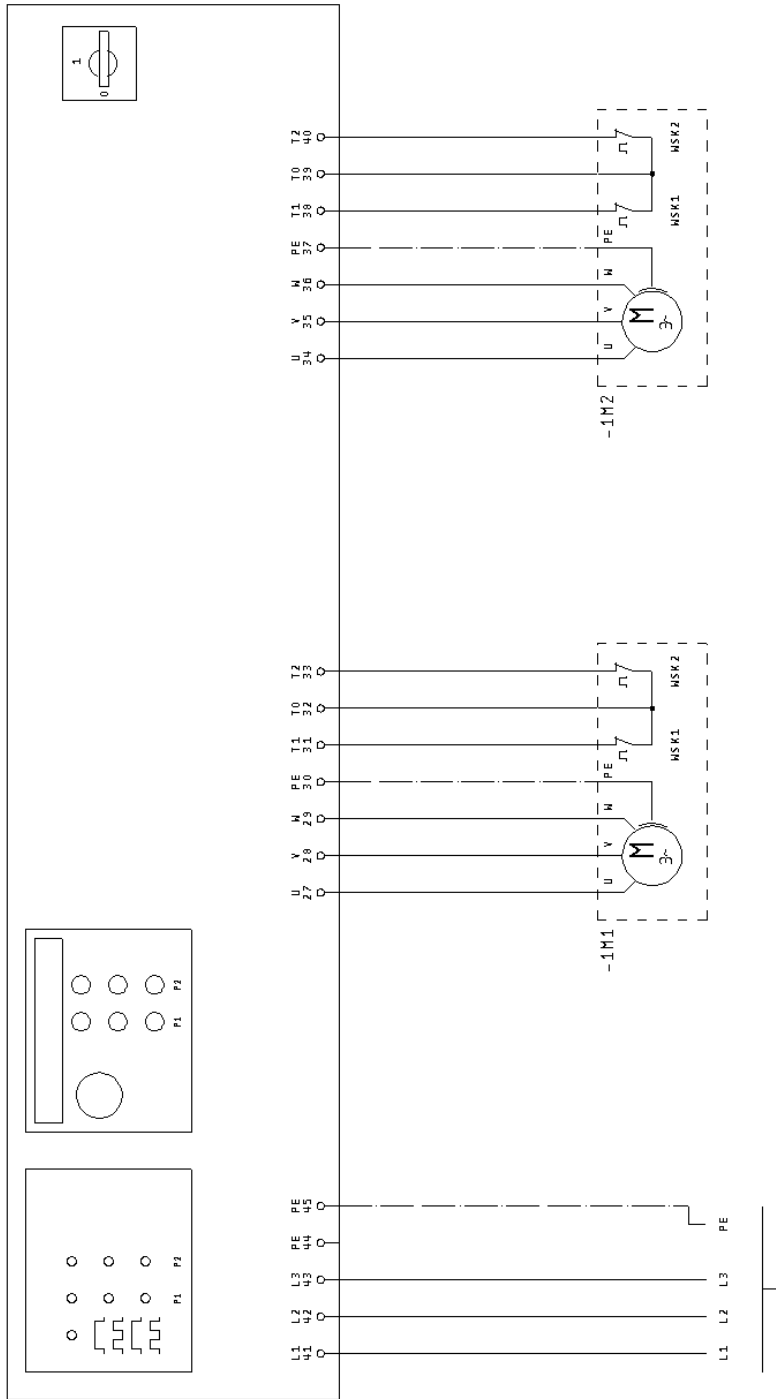 1
0
P1 P2
P1 P2
L1 L2 L3 PE PE U V W PE T1 T0 T2 U V W PE T1 T0 T2
41 42 43 44 45 27 28 29 30 31 32 33 34 35 36 37 38 39 40
-1M1 U V W PE -1M2 U V W PE
M M
3~ WSK1 WSK2 3~ WSK1 WSK2
L1 L2 L3 PE